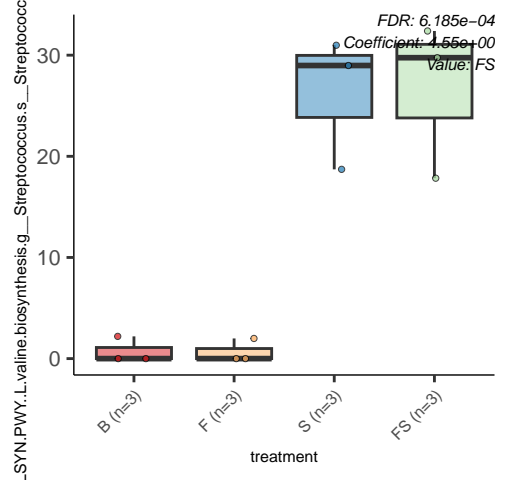 FDR: 6.185e−04
Coefficient: 4.55e+00
Value: FS
LSYN.PWY..L.valine.biosynthesis.g__Streptococcus.s__Streptococc
30
20
10
0
B (n=3)
F (n=3)
S (n=3)
FS (n=3)
treatment